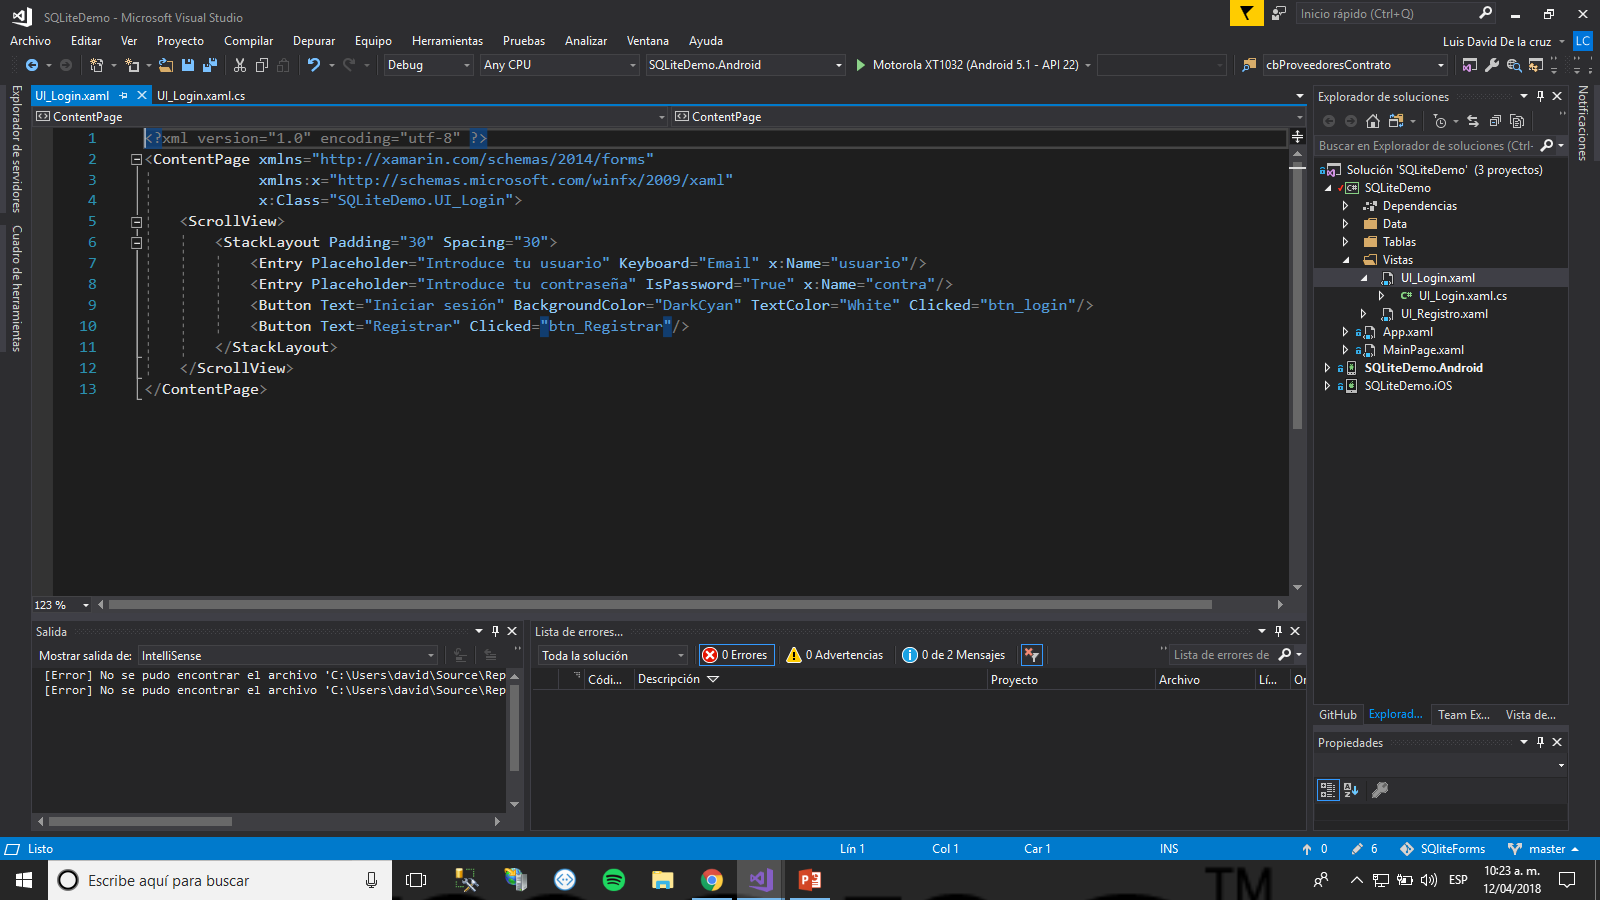 SQLiteDemo - Microsoft Visual Studio
Inicio rápido (Ctrl+Q)
Archivo Editar Ver Proyecto Compilar Depurar Equipo Herramientas Pruebas Analizar Ventana Ayuda
Luis David De la cruz LC
Debug Any CPU SQLiteDemo.Android Motorola XT1032 (Android 5.1 - API 22) cbProveedoresContrato
Explorador de servidores
Cuadro de herramientas
UI_Login.xaml UI_Login.xaml.cs
ContentPage ContentPage
1 <?xml version="1.0" encoding="utf-8" ?>
2 <ContentPage xmlns="http://xamarin.com/schemas/2014/forms"
3 xmlns:x="http://schemas.microsoft.com/winfx/2009/xaml"
4 x:Class="SQLiteDemo.UI_Login">
5 <ScrollView>
6 <StackLayout Padding="30" Spacing="30">
7 <Entry Placeholder="Introduce tu usuario" Keyboard="Email" x:Name="usuario"/>
8 <Entry Placeholder="Introduce tu contraseña" IsPassword="True" x:Name="contra"/>
9 <Button Text="Iniciar sesión" BackgroundColor="DarkCyan" TextColor="White" Clicked="btn_login"/>
10 <Button Text="Registrar" Clicked="btn_Registrar"/>
11 </StackLayout>
12 </ScrollView>
13 </ContentPage>
123 %
Salida
Mostrar salida de: IntelliSense
[Error] No se pudo encontrar el archivo 'C:\Users\david\Source\Rep
[Error] No se pudo encontrar el archivo 'C:\Users\david\Source\Rep
Lista de errores...
Toda la solución 0 Errores 0 Advertencias 0 de 2 Mensajes Lista de errores de
Códi... Descripción Proyecto Archivo Lí... Or
Explorador de soluciones
Buscar en Explorador de soluciones (Ctrl-
Solución 'SQLiteDemo' (3 proyectos)
SQLiteDemo
Dependencias
Data
Tablas
Vistas
UI_Login.xaml
C# UI_Login.xaml.cs
UI_Registro.xaml
App.xaml
MainPage.xaml
SQLiteDemo.Android
SQLiteDemo.iOS
GitHub Explorad... Team Ex... Vista de...
Propiedades
Notificaciones
Listo Lín 1 Col 1 Car 1 INS 0 6 SQliteForms master
Escribe aquí para buscar
TM
ESP
10:23 a. m.
12/04/2018